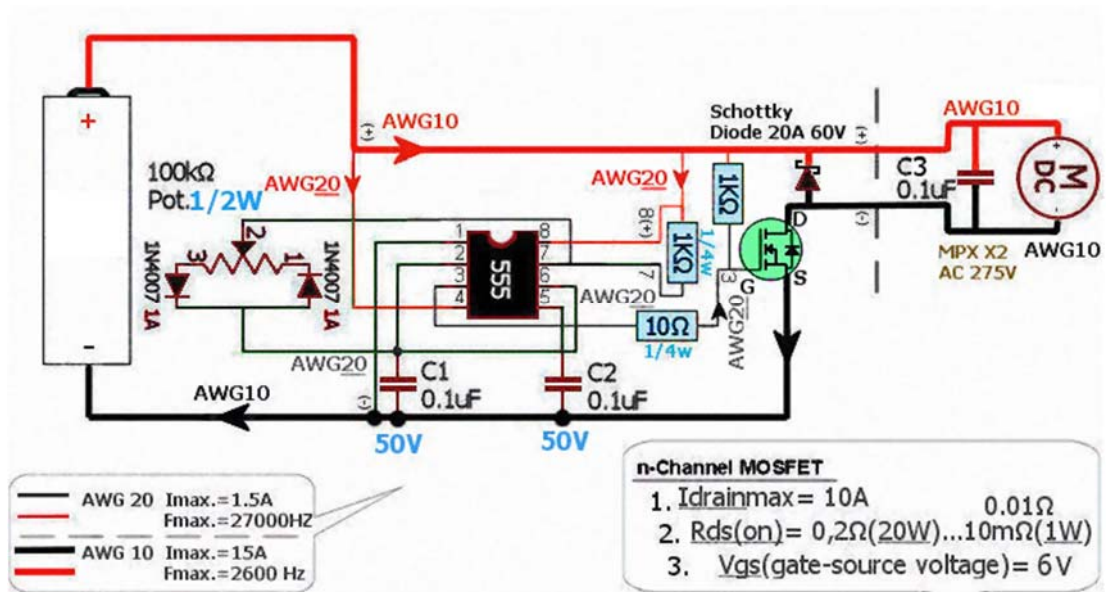 +
-
100kΩ
Pot.1/2W
2
3
1
1N4007 1A
1N4007 1A
AWG20
AWG10
(-)
(+)
AWG10
AWG20
1
2
3
4
8
7
6
5
555
C1
0.1uF
50V
C2
0.1uF
50V
AWG20
8(+)
1KΩ
1/4w
7
AWG20
10Ω
1/4w
1KΩ
3
AWG20
G
D
S
Schottky
Diode 20A 60V
(+)
(-)
AWG10
C3
0.1uF
+
M
DC
-
AWG10
MPX X2
AC 275V
AWG 20 Imax.=1.5A
Fmax.=27000HZ
AWG 10 Imax.=15A
Fmax.=2600 Hz
n-Channel MOSFET
1. Idrainmax= 10A
0.01Ω
2. Rds(on)= 0,2Ω(20W)...10mΩ(1W)
3. Vgs(gate-source voltage)= 6V